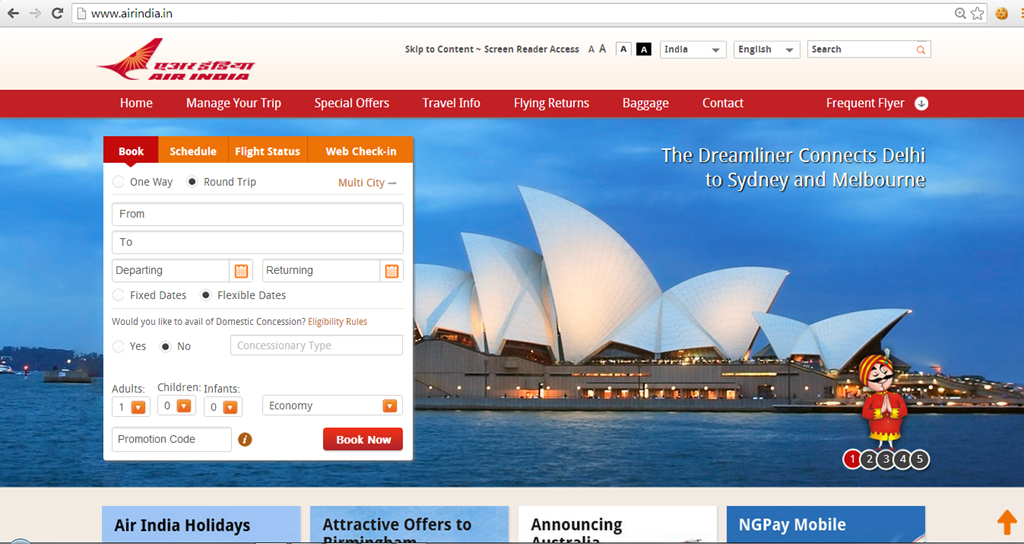 www.airindia.in
Skip to Content ~ Screen Reader Access A A A A India English Search
एअर इंडिया
AIR INDIA
Home Manage Your Trip Special Offers Travel Info Flying Returns Baggage Contact Frequent Flyer
Book Schedule Flight Status Web Check-in
One Way Round Trip Multi City
From
To
Departing Returning
Fixed Dates Flexible Dates
Would you like to avail of Domestic Concession? Eligibility Rules
Yes No Concessionary Type
Adults: Children: Infants:
1 0 0 Economy
Promotion Code i Book Now
The Dreamliner Connects Delhi
to Sydney and Melbourne
1 2 3 4 5
Air India Holidays
Attractive Offers to
Birmingham
Announcing
Australia
NGPay Mobile